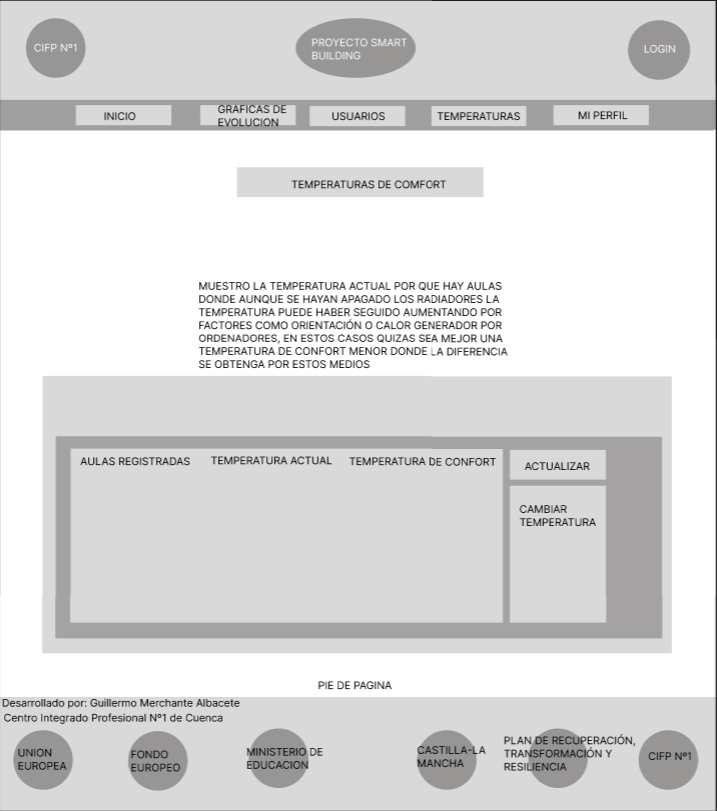 CIFP Nº1
PROYECTO SMART
BUILDING
LOGIN
INICIO
GRAFICAS DE
EVOLUCION
USUARIOS
TEMPERATURAS
MI PERFIL
TEMPERATURAS DE COMFORT
MUESTRO LA TEMPERATURA ACTUAL POR QUE HAY AULAS
DONDE AUNQUE SE HAYAN APAGADO LOS RADIADORES LA
TEMPERATURA PUEDE HABER SEGUIDO AUMENTANDO POR
FACTORES COMO ORIENTACIÓN O CALOR GENERADOR POR
ORDENADORES, EN ESTOS CASOS QUIZAS SEA MEJOR UNA
TEMPERATURA DE CONFORT MENOR DONDE LA DIFERENCIA
SE OBTENGA POR ESTOS MEDIOS
AULAS REGISTRADAS
TEMPERATURA ACTUAL
TEMPERATURA DE CONFORT
ACTUALIZAR
CAMBIAR
TEMPERATURA
PIE DE PAGINA
Desarrollado por: Guillermo Merchante Albacete
Centro Integrado Profesional Nº1 de Cuenca
UNION
EUROPEA
FONDO
EUROPEO
MINISTERIO DE
EDUCACION
CASTILLA-LA
MANCHA
PLAN DE RECUPERACIÓN,
TRANSFORMACIÓN Y
RESILIENCIA
CIFP Nº1